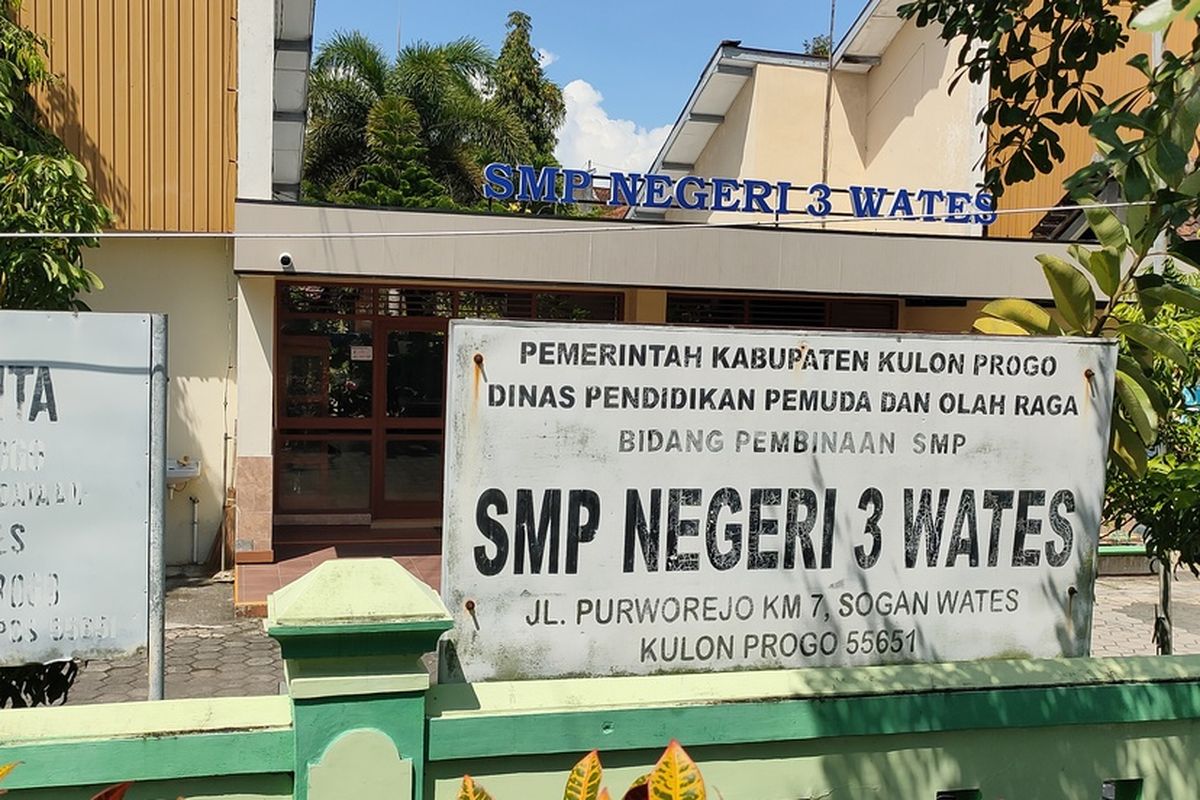 SMP NEGERI 3 WATES
PEMERINTAH KABUPATEN KULON PROGO
DINAS PENDIDIKAN PEMUDA DAN OLAH RAGA
BIDANG PEMBINAAN SMP
SMP NEGERI 3 WATES
JL. PURWOREJO KM 7, SOGAN WATES
KULON PROGO 55651